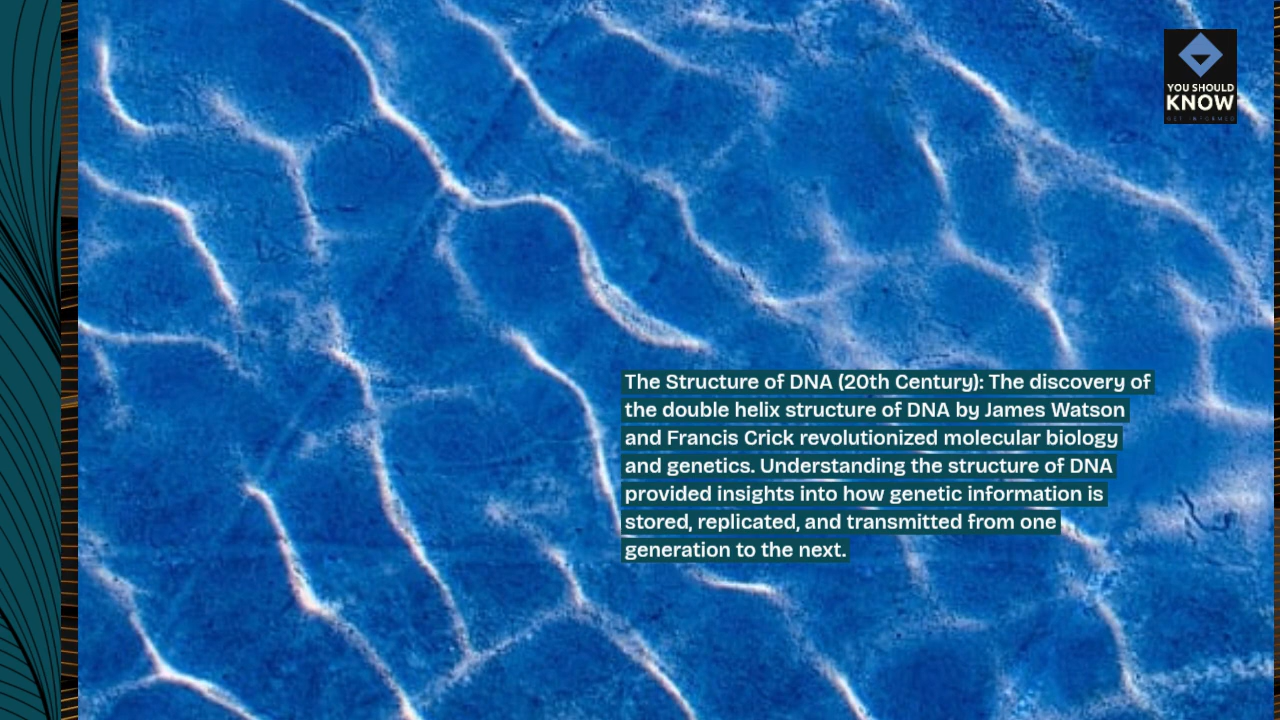 YOU SHOULD
KNOW
GET INFORMED
The Structure of DNA (20th Century): The discovery of
the double helix structure of DNA by James Watson
and Francis Crick revolutionized molecular biology
and genetics. Understanding the structure of DNA
provided insights into how genetic information is
stored, replicated, and transmitted from one
generation to the next.